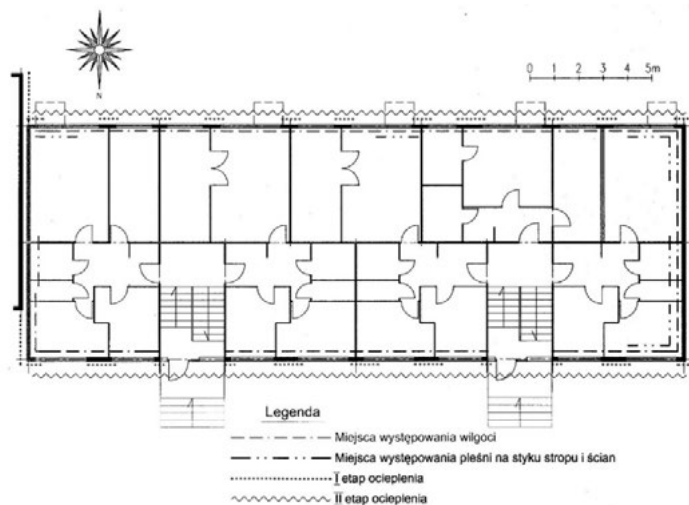 N
0 1 2 3 4 5m
Legenda
Miejsca występowania wilgoci
Miejsca występowania pleśni na styku stropu i ścian
I etap ocieplenia
II etap ocieplenia